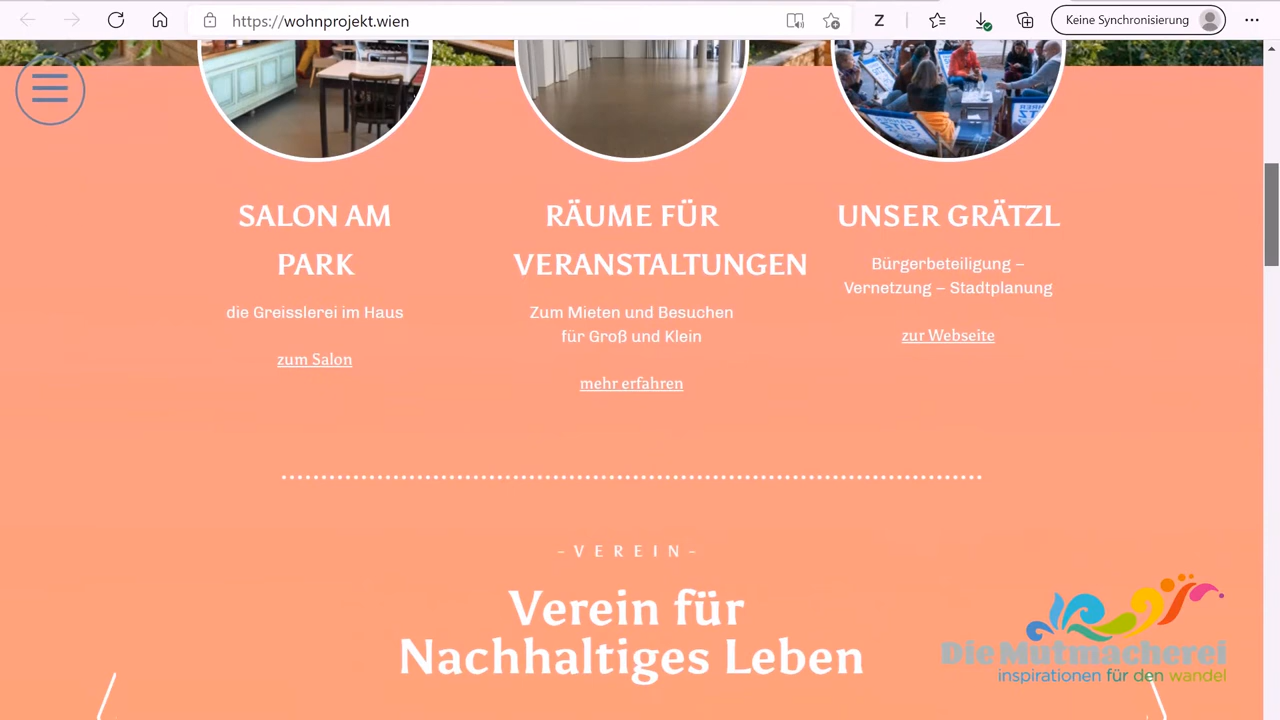 https://wohnprojekt.wien
Z
Keine Synchronisierung
SALON AM
PARK
die Greisslerei im Haus
zum Salon
RÄUME FÜR
VERANSTALTUNGEN
Zum Mieten und Besuchen
für Groß und Klein
mehr erfahren
UNSER GRÄTZL
Bürgerbeteiligung –
Vernetzung – Stadtplanung
zur Webseite
-VEREIN-
Verein für
Nachhaltiges Leben
Die Mutmacherei
inspirationen für den wandel